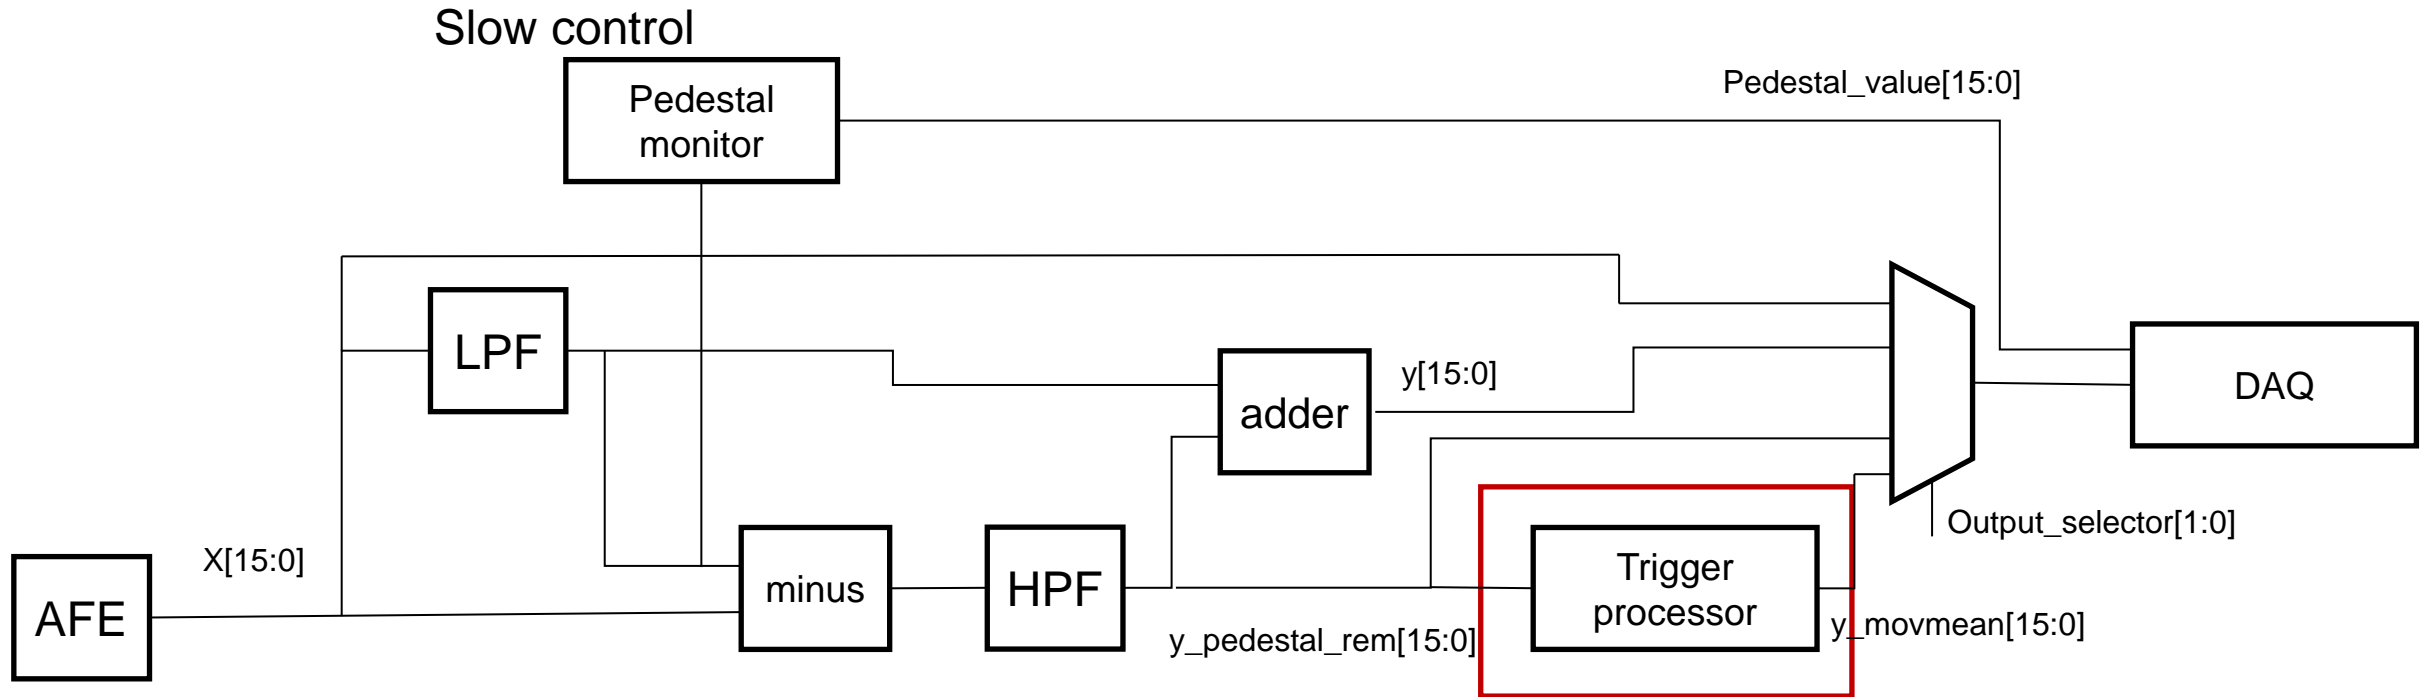 Slow control
Pedestal
monitor
Pedestal_value[15:0]
LPF
adder
y[15:0]
DAQ
Output_selector[1:0]
X[15:0]
AFE
minus
HPF
y_pedestal_rem[15:0]
Trigger
processor
y_movmean[15:0]